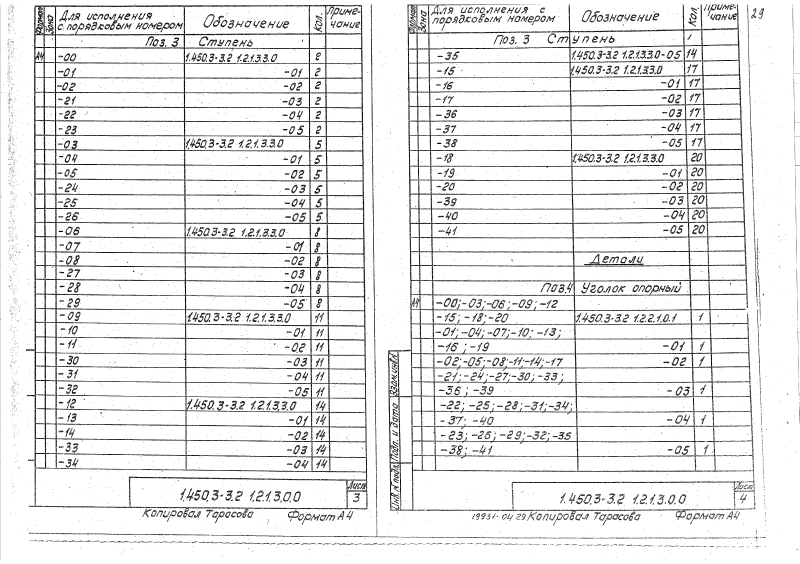 Формат Зона Для исполнения с порядковым номером Обозначение Кол. Примечание
Поз. 3 Ступень
А4 -00 1.450.3-3.2 1.2.1.3.3.0 2
-01 -01 2
-02 -02 2
-21 -03 2
-22 -04 2
-23 -05 2
-03 1.450.3-3.2 1.2.1.3.3.0 5
-04 -01 5
-05 -02 5
-24 -03 5
-25 -04 5
-26 -05 5
-06 1.450.3-3.2 1.2.1.3.3.0 8
-07 -01 8
-08 -02 8
-27 -03 8
-28 -04 8
-29 -05 8
-09 1.450.3-3.2 1.2.1.3.3.0 11
-10 -01 11
-11 -02 11
-30 -03 11
-31 -04 11
-32 -05 11
-12 1.450.3-3.2 1.2.1.3.3.0 14
-13 -01 14
-14 -02 14
-33 -03 14
-34 -04 14
1.450.3-3.2 1.2.1.3.0.0
Лист
3
Копировал Тарасова Формат А4
29
Формат Зона Для исполнения с порядковым номером Обозначение Кол. Примечание
Поз. 3 Ступень
-35 1.450.3-3.2 1.2.1.3.3.0-05 14
-15 1.450.3-3.2 1.2.1.3.3.0 17
-16 -01 17
-17 -02 17
-36 -03 17
-37 -04 17
-38 -05 17
-18 1.450.3-3.2 1.2.1.3.3.0 20
-19 -01 20
-20 -02 20
-39 -03 20
-40 -04 20
-41 -05 20
Детали
Поз.4 Уголок опорный
А4 -00; -03; -06; -09; -12
-15; -18; -20 1.450.3-3.2 1.2.2.1.0.1 1
-01; -04; -07; -10; -13;
-16; -19 -01 1
-02; -05; -08; -11; -14; -17 -02 1
-21; -24; -27; -30; -33;
-36; -39 -03 1
-22; -25; -28; -31; -34;
-37; -40 -04 1
-23; -26; -29; -32; -35
-38; -41 -05 1
Инв. № подл. Подп. и дата Взам. инв. №
1.450.3-3.2 1.2.1.3.0.0
Лист
4
19931-04 29 Копировал Тарасова Формат А4